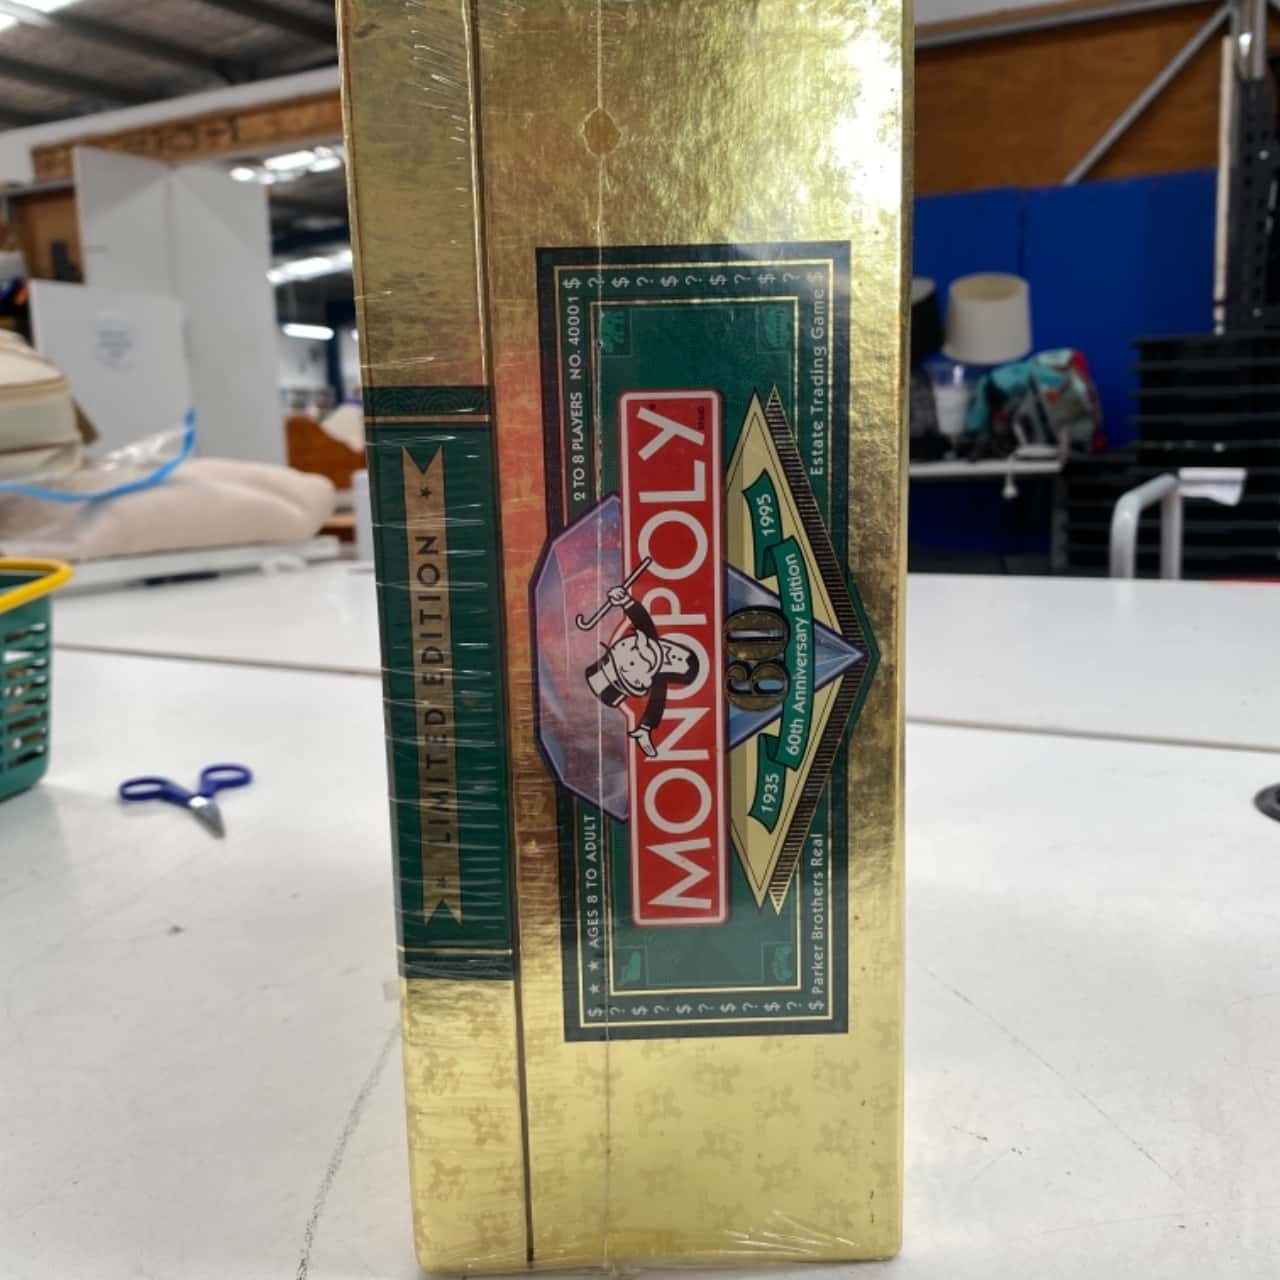 LIMITED EDITION
★ ★ AGES 8 TO ADULT
2 TO 8 PLAYERS NO. 40001
MONOPOLY
60
1935
60th Anniversary Edition
1995
Parker Brothers Real
Estate Trading Game